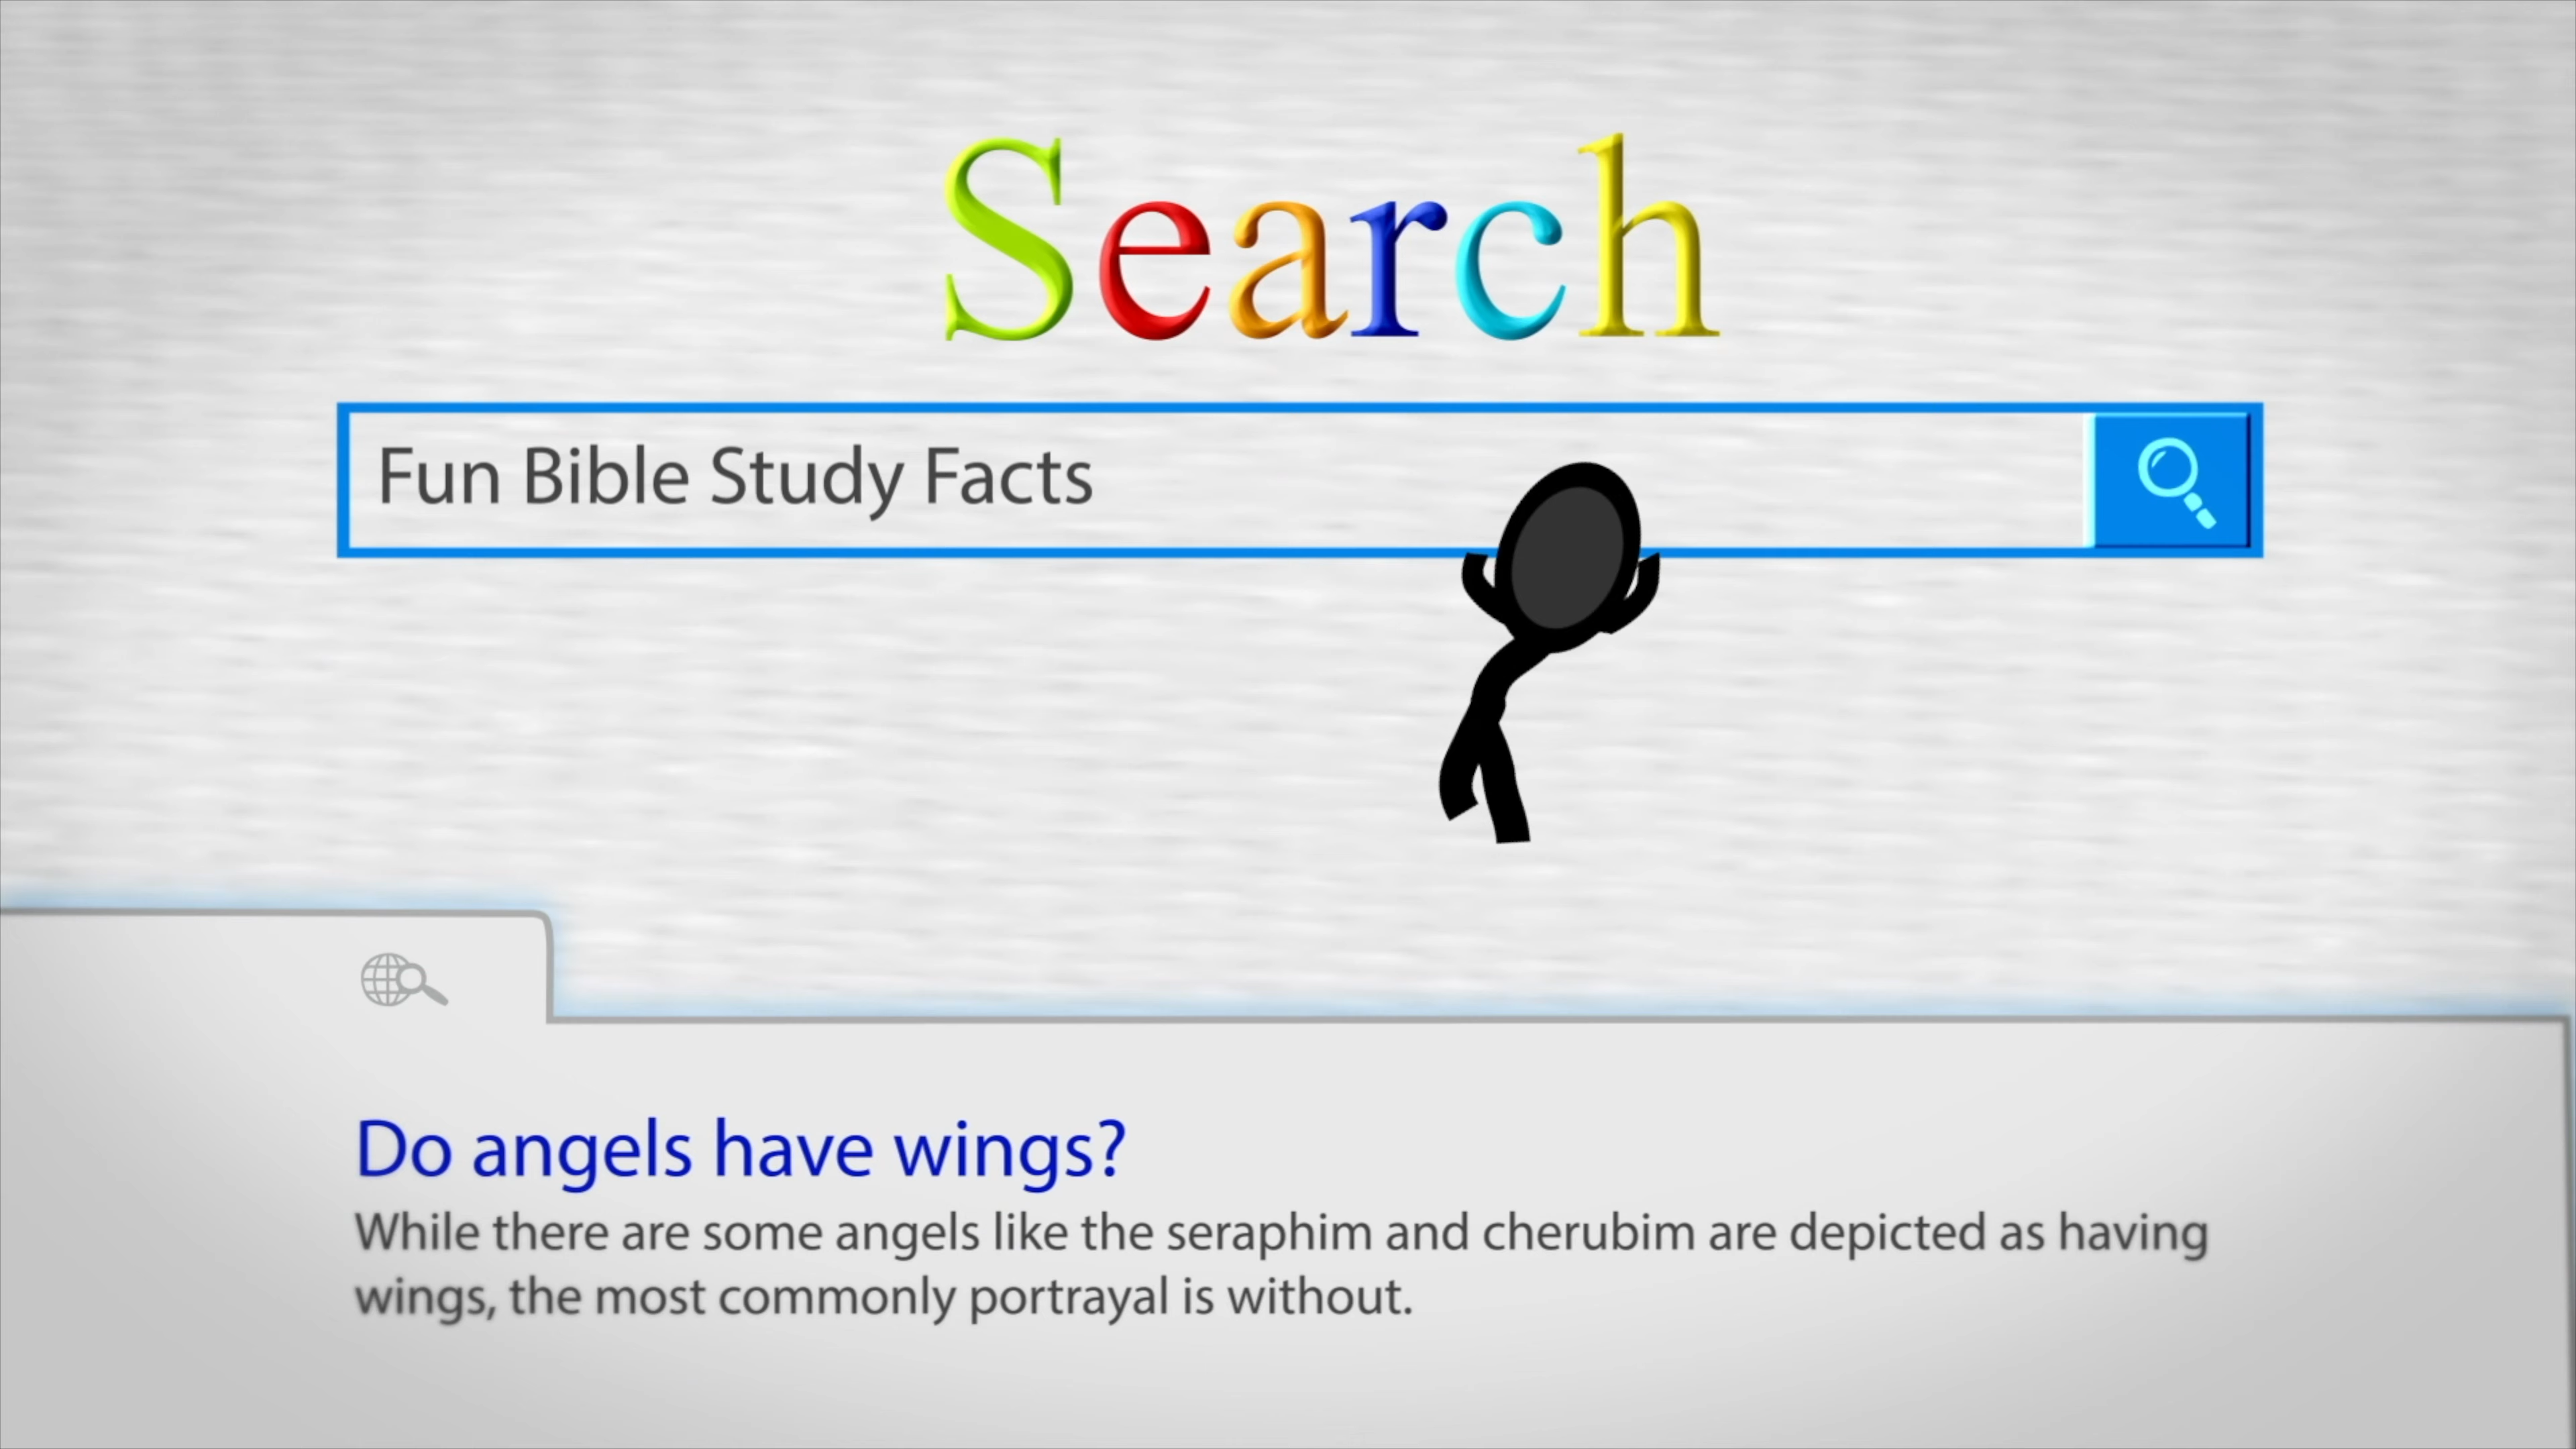 Search
Fun Bible Study Facts
Do angels have wings?
While there are some angels like the seraphim and cherubim are depicted as having
wings, the most commonly portrayal is without.